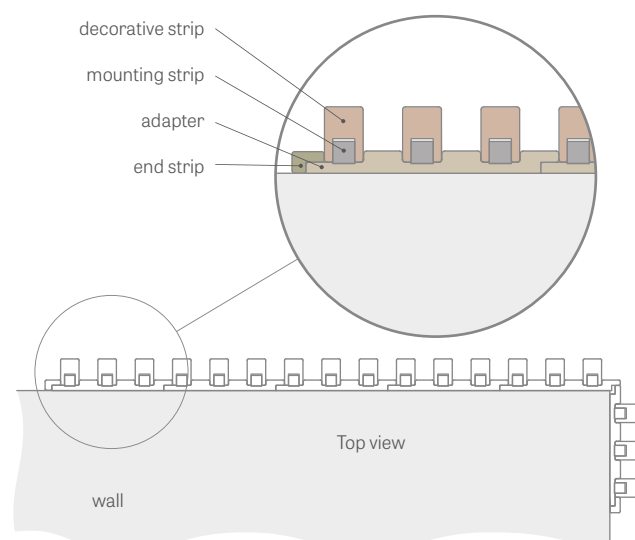 decorative strip
mounting strip
adapter
end strip
Top view
wall